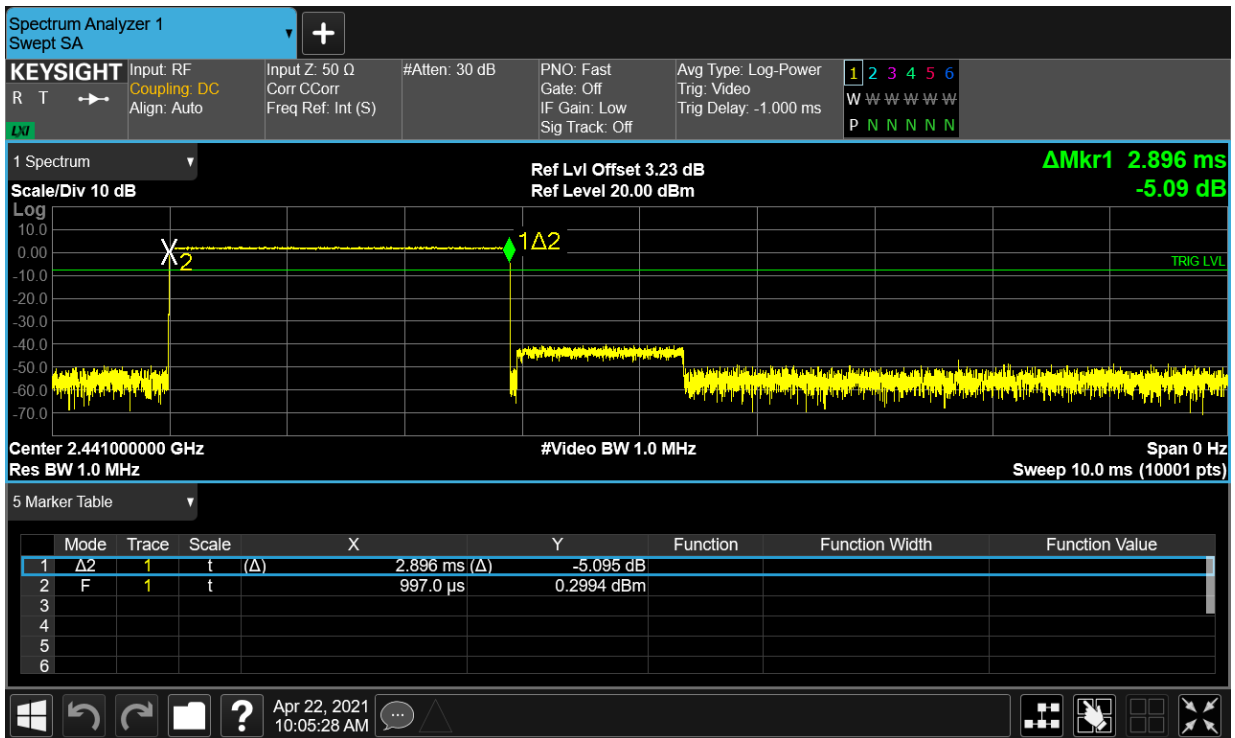 Spectrum Analyzer 1
Swept SA
+
KEYSIGHT Input: RF Input Z: 50 Ω #Atten: 30 dB PNO: Fast Avg Type: Log-Power 1 2 3 4 5 6
R T Coupling: DC Corr CCorr Gate: Off Trig: Video
Align: Auto Freq Ref: Int (S) IF Gain: Low Trig Delay: -1.000 ms W W W W W W
LXI Sig Track: Off P N N N N N
1 Spectrum Ref Lvl Offset 3.23 dB ΔMkr1 2.896 ms
Scale/Div 10 dB Ref Level 20.00 dBm -5.09 dB
Log
10.0
1Δ2
0.00
2
TRIG LVL
-10.0
-20.0
-30.0
-40.0
-50.0
-60.0
-70.0
Center 2.441000000 GHz #Video BW 1.0 MHz Span 0 Hz
Res BW 1.0 MHz Sweep 10.0 ms (10001 pts)
5 Marker Table
Mode Trace Scale X Y Function Function Width Function Value
1 Δ2 1 t (Δ) 2.896 ms (Δ) -5.095 dB
2 F 1 t 997.0 µs 0.2994 dBm
3
4
5
6
? Apr 22, 2021
10:05:28 AM